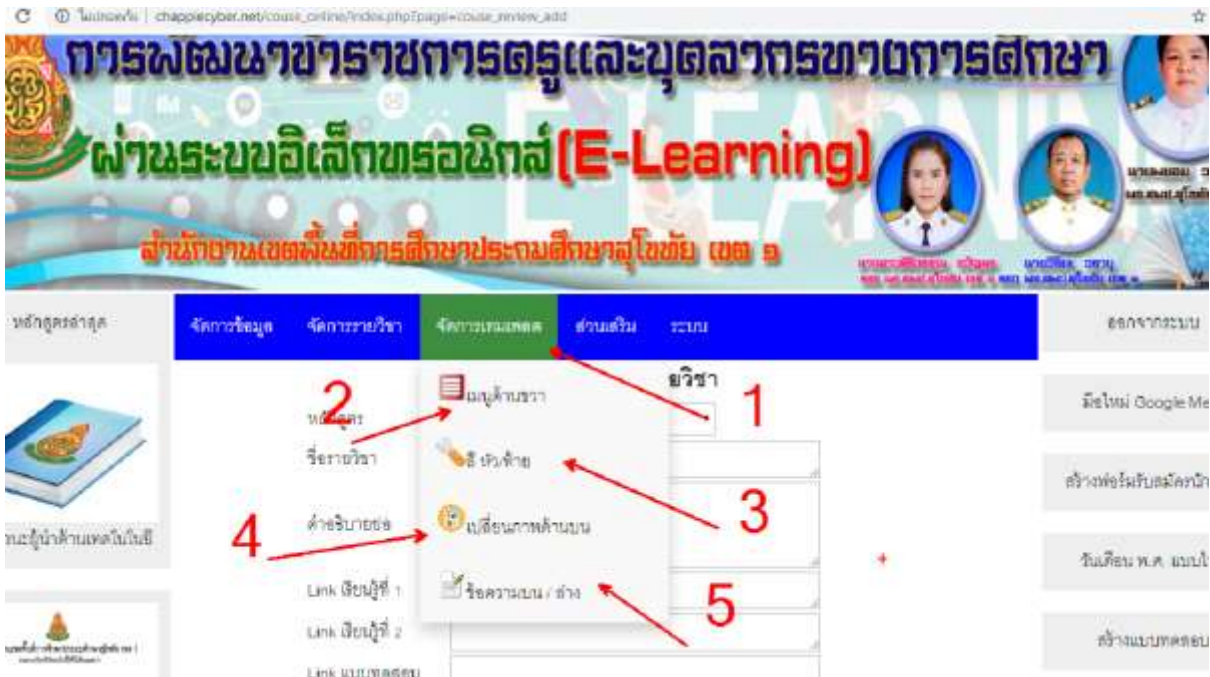 ไม่ปลอดภัย | chappiecyber.net/couse_online/index.php?page=couse_review_add
การพัฒนาข้าราชการครูและบุคลากรทางการศึกษา
ผ่านระบบอิเล็กทรอนิกส์(E-Learning)
สำนักงานเขตพื้นที่การศึกษาประถมศึกษาสุโขทัย เขต ๑
หลักสูตรล่าสุด
จัดการข้อมูล จัดการรายวิชา จัดการเทมเพลต ส่วนเสริม ระบบ
ออกจากระบบ
ยวิชา
1
2
เมนูด้านขวา
หลักสูตร
มือใหม่ Google Me
ชื่อรายวิชา
สี หัว/ท้าย
3
คำอธิบายย่อ
4
เปลี่ยนภาพด้านบน
นะผู้นำด้านเทคโนโนยี
วันเดือน พ.ศ. แบบ
Link เรียนรู้ที่ 1
ข้อความบน / ล่าง
5
Link เรียนรู้ที่ 2
สร้างแบบทดสอบ
Link แบบทดสอบ